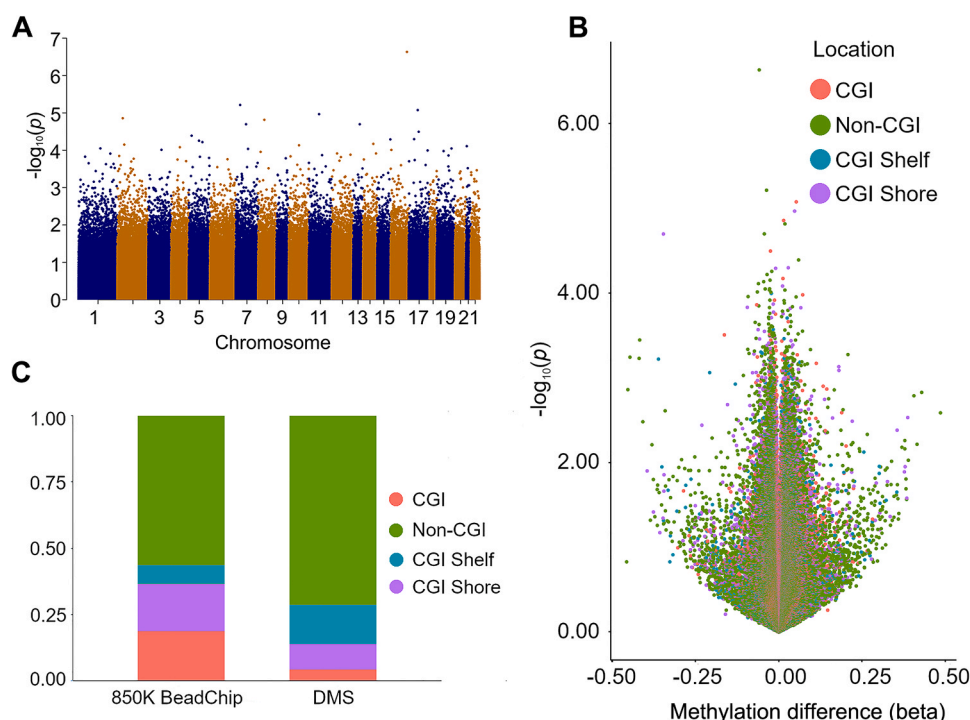 A
7
6
5
4
3
2
1
0
-log10(p)
1 3 5 7 9 11 13 15 17 19 21
Chromosome
B
Location
CGI
Non-CGI
CGI Shelf
CGI Shore
6.00
4.00
2.00
0.00
-log10(p)
-0.50 -0.25 0.00 0.25 0.50
Methylation difference (beta)
C
1.00
0.75
0.50
0.25
0.00
CGI
Non-CGI
CGI Shelf
CGI Shore
850K BeadChip DMS